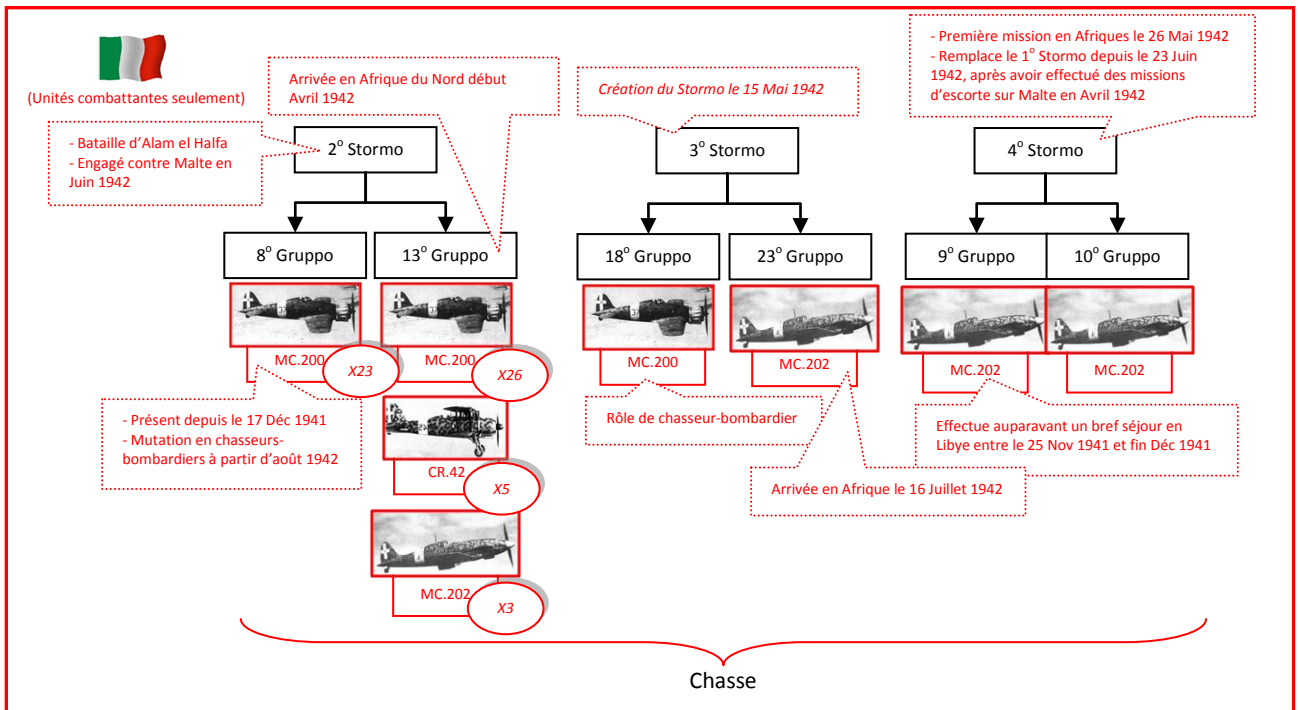 (Unités combattantes seulement)
Arrivée en Afrique du Nord début
Avril 1942
Création du Stormo le 15 Mai 1942
- Première mission en Afriques le 26 Mai 1942
- Remplace le 1° Stormo depuis le 23 Juin
1942, après avoir effectué des missions
d'escorte sur Malte en Avril 1942
- Bataille d'Alam el Halfa
- Engagé contre Malte en
Juin 1942
2° Stormo
3° Stormo
4° Stormo
8° Gruppo
13° Gruppo
18° Gruppo
23° Gruppo
9° Gruppo
10° Gruppo
MC.200
X23
MC.200
X26
MC.200
MC.202
MC.202
MC.202
- Présent depuis le 17 Déc 1941
- Mutation en chasseurs-
bombardiers à partir d'août 1942
Rôle de chasseur-bombardier
Effectue auparavant un bref séjour en
Libye entre le 25 Nov 1941 et fin Déc 1941
CR.42
X5
Arrivée en Afrique le 16 Juillet 1942
MC.202
X3
Chasse